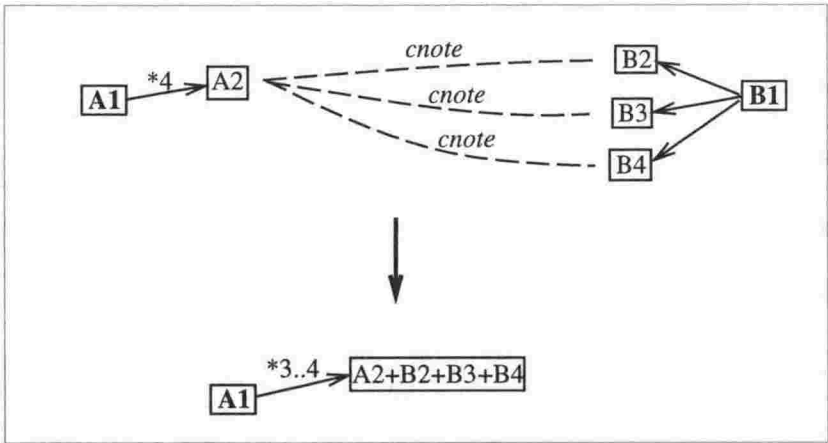 cnote
A1 *4 A2 B2
cnote B1
B3
cnote
B4
*3..4 A2+B2+B3+B4
A1